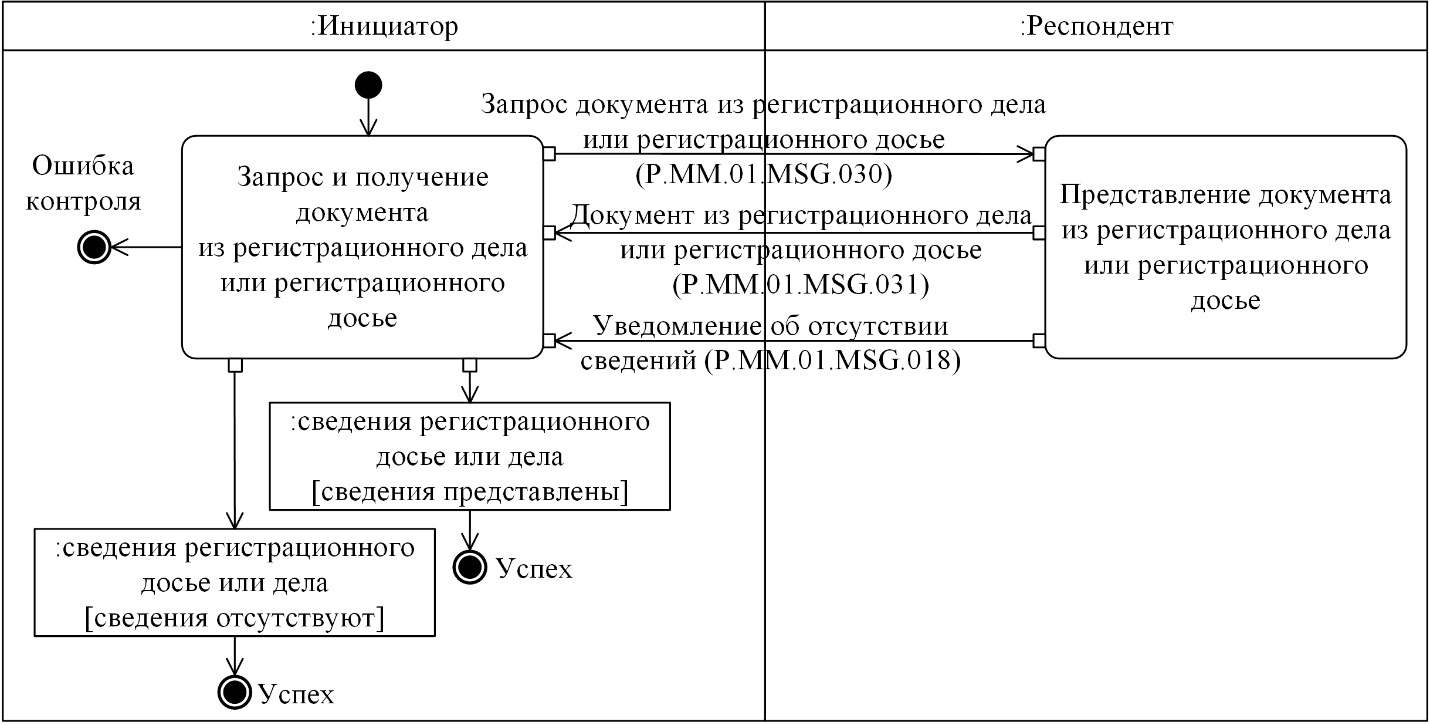 :Инициатор
:Респондент
Запрос документа из регистрационного дела
или регистрационного досье
(P.MM.01.MSG.030)
Ошибка
контроля
Запрос и получение
документа
из регистрационного дела
или регистрационного
досье
Документ из регистрационного дела
или регистрационного досье
(P.MM.01.MSG.031)
Представление документа
из регистрационного дела
или регистрационного
досье
Уведомление об отсутствии
сведений (P.MM.01.MSG.018)
:сведения регистрационного
досье или дела
[сведения представлены]
Успех
:сведения регистрационного
досье или дела
[сведения отсутствуют]
Успех